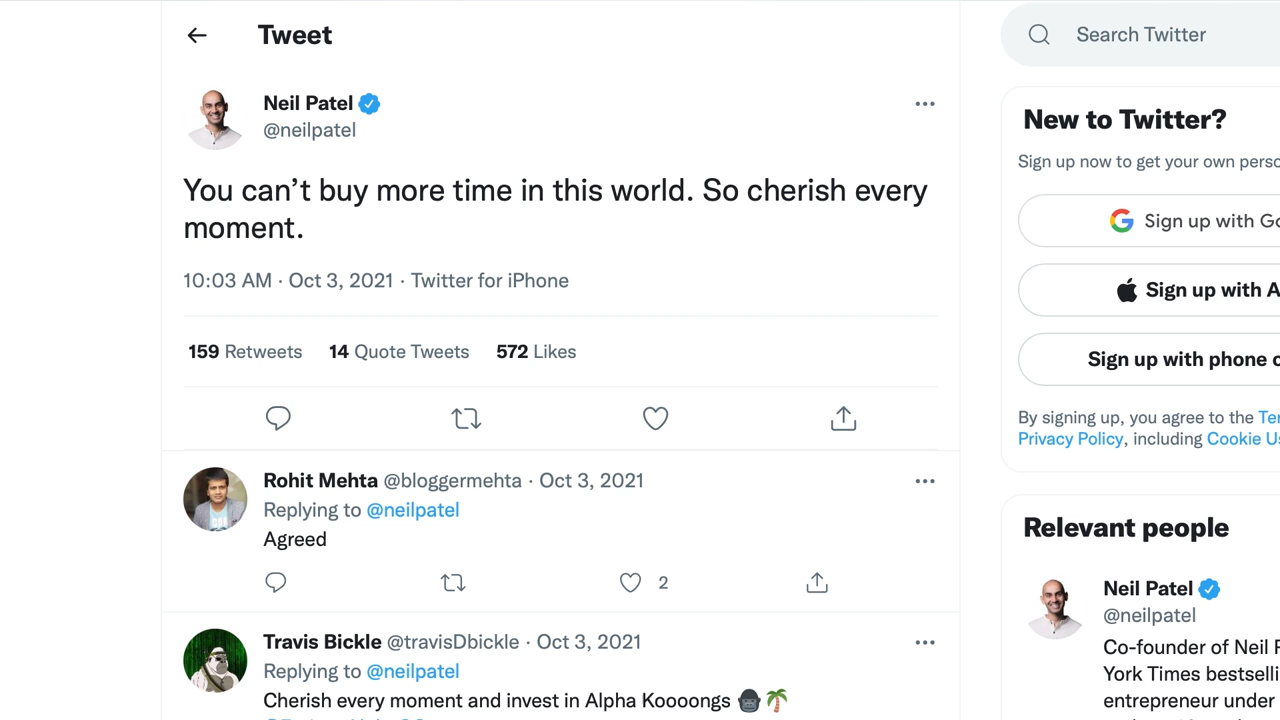 Tweet
Neil Patel
@neilpatel
You can’t buy more time in this world. So cherish every
moment.
10:03 AM · Oct 3, 2021 · Twitter for iPhone
159 Retweets 14 Quote Tweets 572 Likes
Rohit Mehta @bloggermehta · Oct 3, 2021
Replying to @neilpatel
Agreed
2
Travis Bickle @travisDbickle · Oct 3, 2021
Replying to @neilpatel
Cherish every moment and invest in Alpha Koooongs 🦍🌴
Search Twitter
New to Twitter?
Sign up now to get your own perso
Sign up with Go
Sign up with A
Sign up with phone o
By signing up, you agree to the Ter
Privacy Policy, including Cookie Us
Relevant people
Neil Patel
@neilpatel
Co-founder of Neil P
York Times bestselli
entrepreneur under